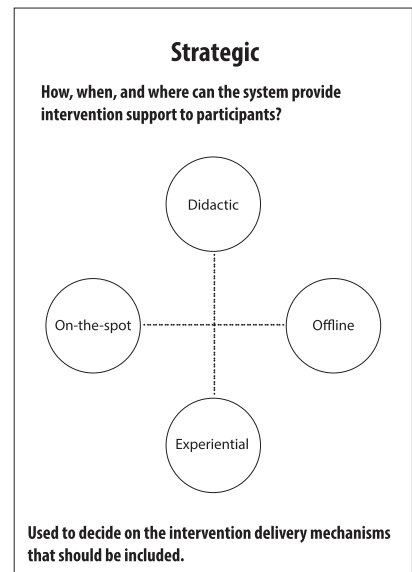 Strategic
How, when, and where can the system provide
intervention support to participants?
Didactic
On-the-spot
Offline
Experiential
Used to decide on the intervention delivery mechanisms
that should be included.